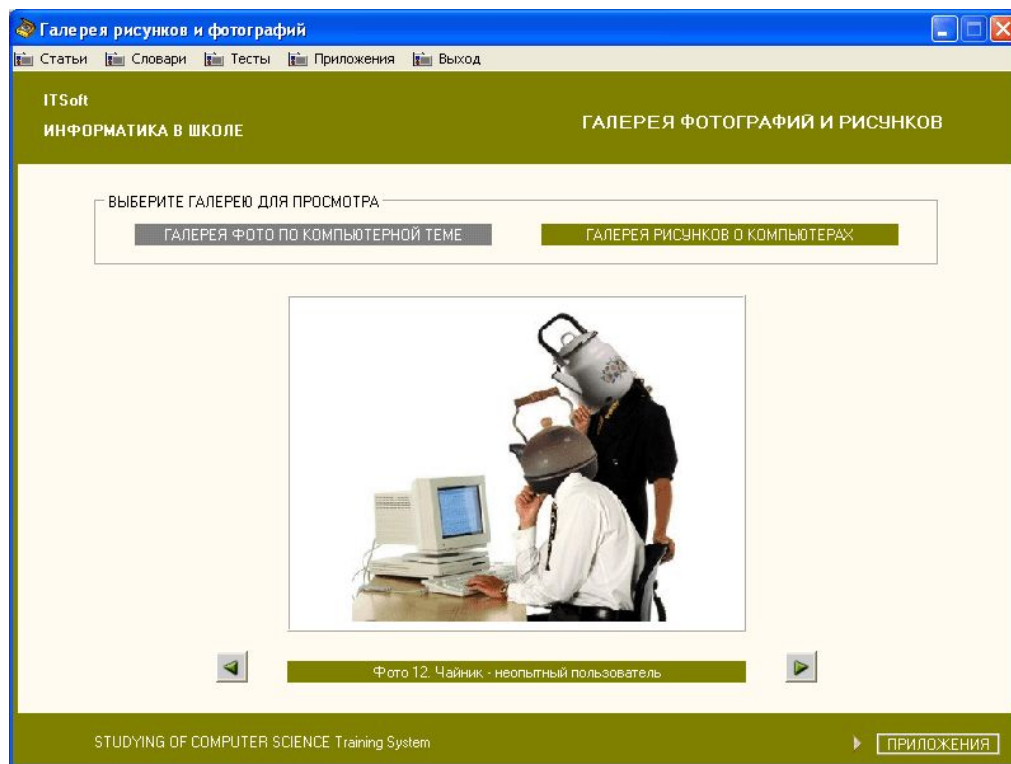 Галерея рисунков и фотографий
Статьи Словари Тесты Приложения Выход
ITSoft
ИНФОРМАТИКА В ШКОЛЕ
ГАЛЕРЕЯ ФОТОГРАФИЙ И РИСУНКОВ
ВЫБЕРИТЕ ГАЛЕРЕЮ ДЛЯ ПРОСМОТРА
ГАЛЕРЕЯ ФОТО ПО КОМПЬЮТЕРНОЙ ТЕМЕ
ГАЛЕРЕЯ РИСУНКОВ О КОМПЬЮТЕРАХ
Фото 12. Чайник - неопытный пользователь
STUDYING OF COMPUTER SCIENCE Training System
ПРИЛОЖЕНИЯ